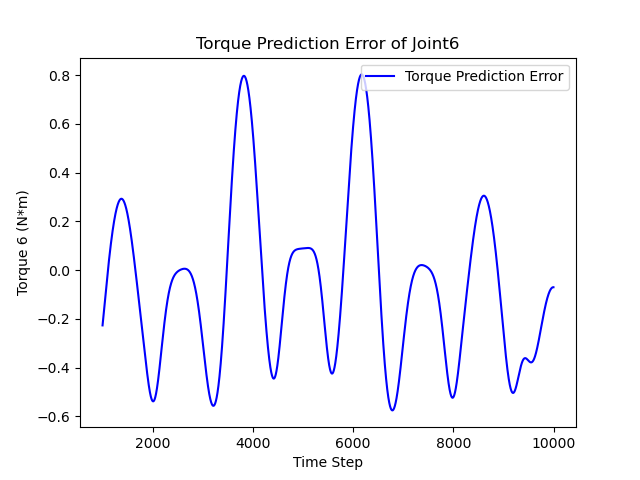 Torque Prediction Error of Joint6
Torque Prediction Error
0.8
0.6
0.4
0.2
0.0
−0.2
−0.4
−0.6
Torque 6 (N*m)
2000 4000 6000 8000 10000
Time Step